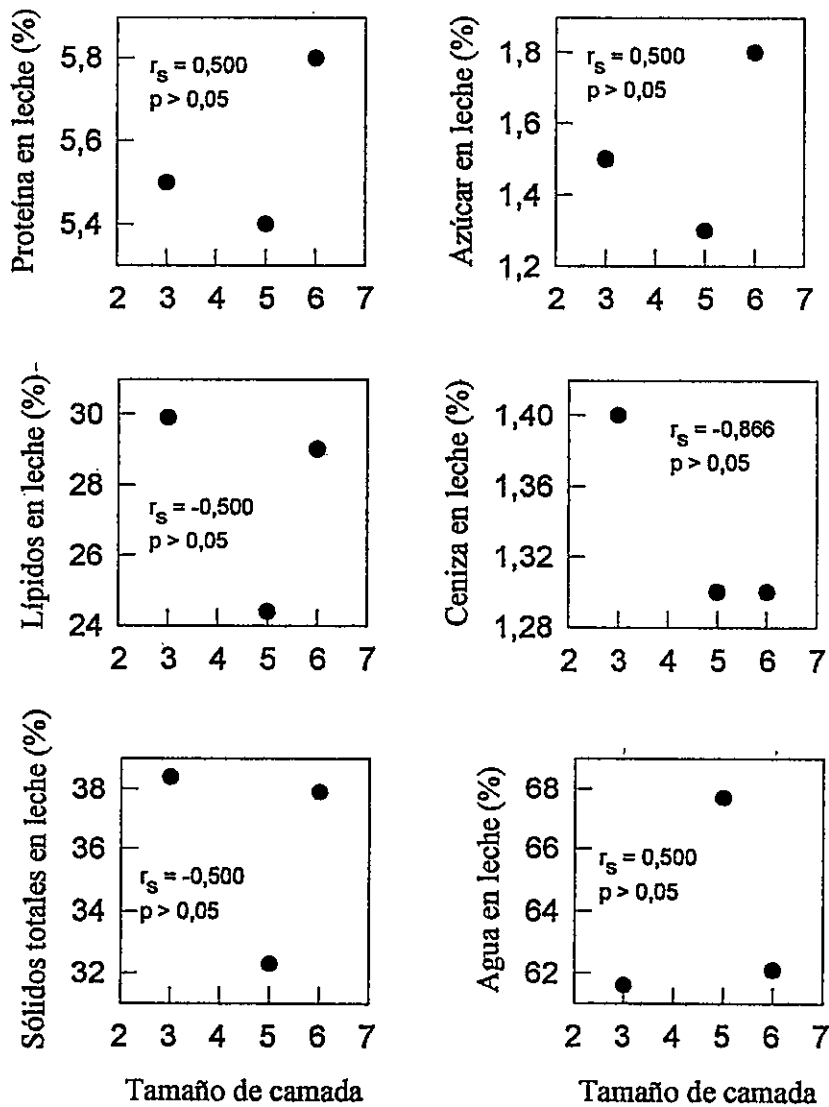 Proteína en leche (%)
5,8
5,6
5,4
r_s = 0,500
p > 0,05
2 3 4 5 6 7
Azúcar en leche (%)
1,8
1,6
1,4
1,2
r_s = 0,500
p > 0,05
2 3 4 5 6 7
Lípidos en leche (%)-
30
28
26
24
r_s = -0,500
p > 0,05
2 3 4 5 6 7
Ceniza en leche (%)
1,40
1,36
1,32
1,28
r_s = -0,866
p > 0,05
2 3 4 5 6 7
Sólidos totales en leche (%)
38
36
34
32
r_s = -0,500
p > 0,05
2 3 4 5 6 7
Tamaño de camada
Agua en leche (%)
68
66
64
62
r_s = 0,500
p > 0,05
2 3 4 5 6 7
Tamaño de camada